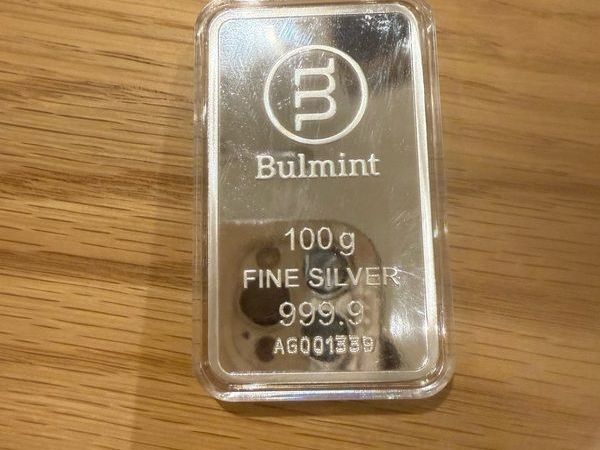 Bulmint
100 g
FINE SILVER
999.9
AG001339